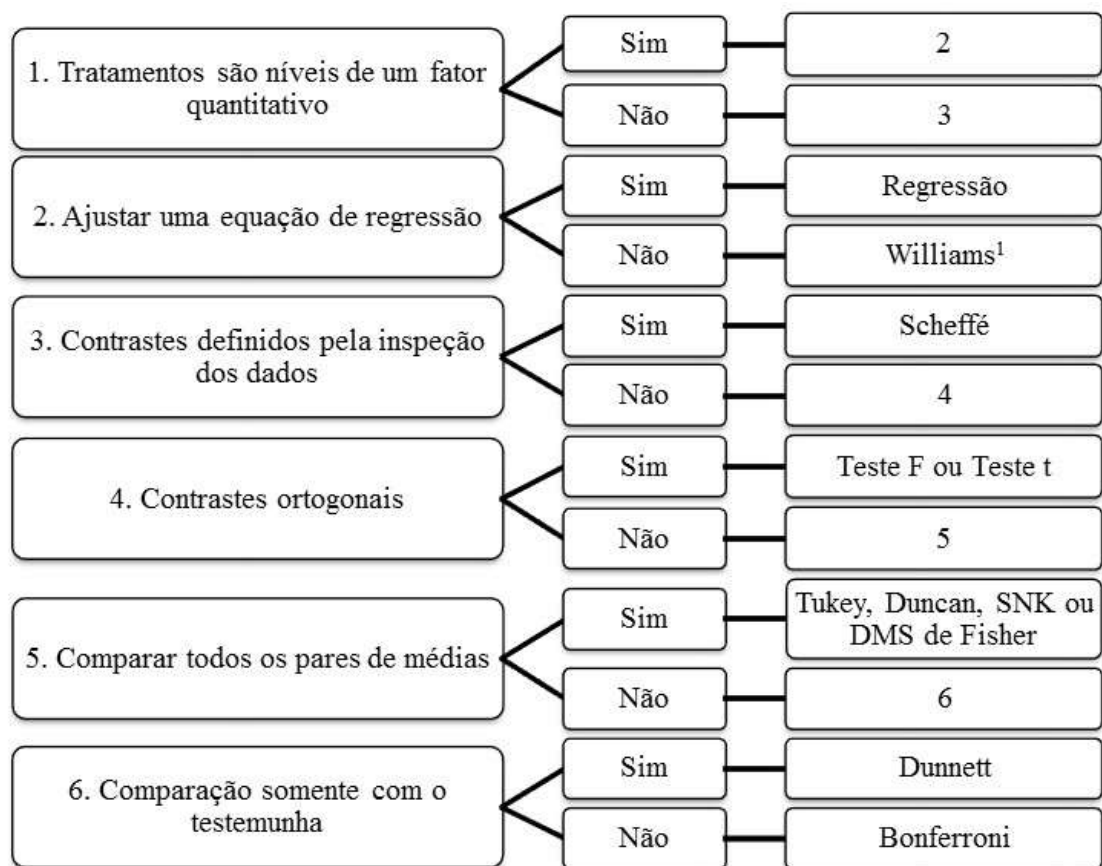 1. Tratamentos são níveis de um fator
quantitativo
Sim
2
Não
3
2. Ajustar uma equação de regressão
Sim
Regressão
Não
Williams¹
3. Contrastes definidos pela inspeção
dos dados
Sim
Scheffé
Não
4
4. Contrastes ortogonais
Sim
Teste F ou Teste t
Não
5
5. Comparar todos os pares de médias
Sim
Tukey, Duncan, SNK ou
DMS de Fisher
Não
6
6. Comparação somente com o
testemunha
Sim
Dunnett
Não
Bonferroni